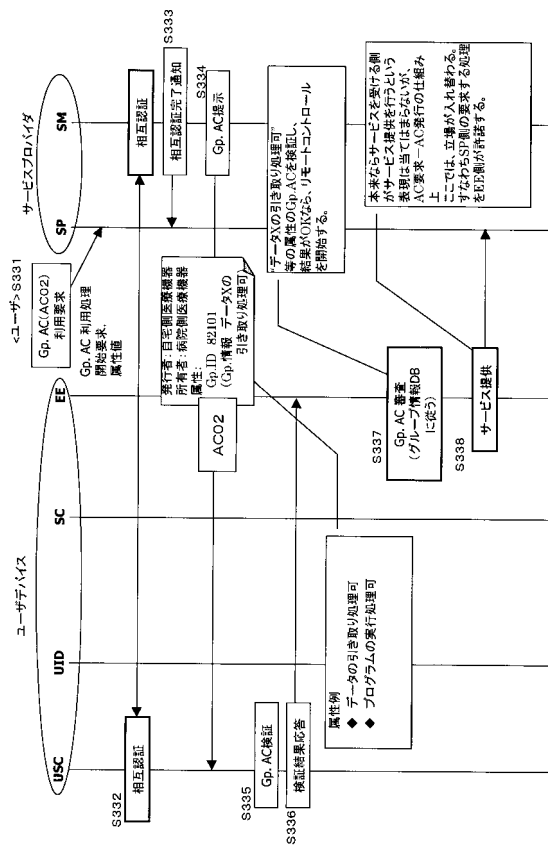 ユーザデバイス
サービスプロバイダ
USC
UID
SC
EE
SP
SM
<ユーザ>S331
Gp.AC(AC02)
利用要求
Gp.AC 利用処理
開始要求,
属性値
S332
相互認証
相互認証
S333
相互認証完了通知
S334
Gp.AC提示
発行者:自宅側医療機器
所有者:病院側医療機器
属性:
Gp.ID 82101
(Gp.情報 データXの
引き取り処理可)
AC02
S335
Gp.AC検証
S336
検証結果応答
"データXの引き取り処理可"
等の属性のGp.ACを検証し、
結果がOKなら、リモートコントロール
を開始する。
属性例
◆ データの引き取り処理可
◆ プログラムの実行処理可
S337
Gp.AC 審査
(グループ情報DB
に従う)
S338
サービス提供
本来ならサービスを受ける側
がサービス提供を行うという
表現は当てはまらないが、
AC要求―AC発行の仕組み
上
ここでは、立場が入れ替わる。
すなわちSP側の要求する処理
をEE側が許諾する。